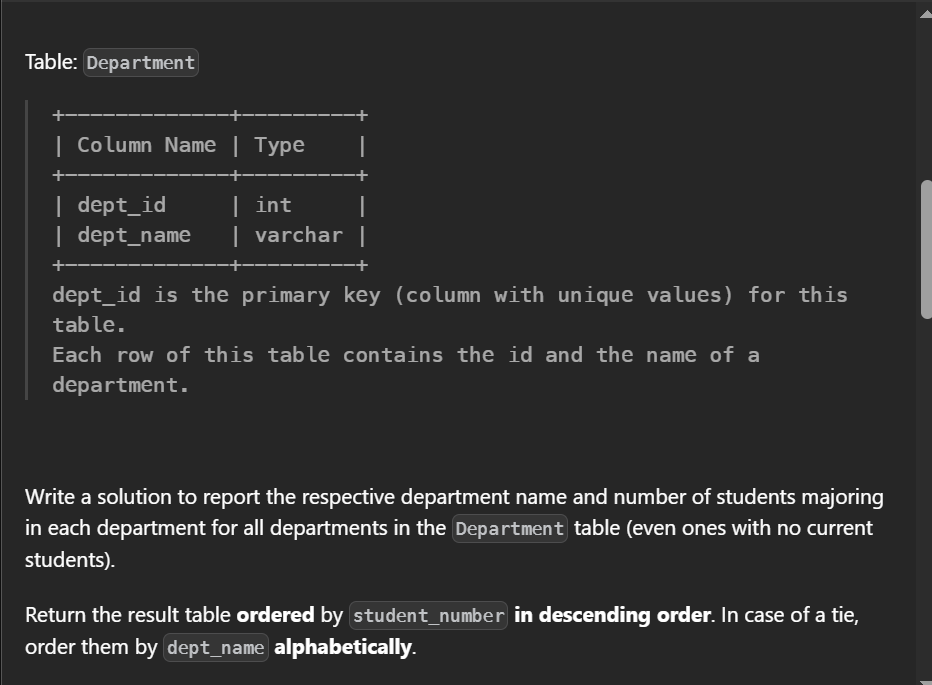 Table: Department
+-------------+---------+
| Column Name | Type    |
+-------------+---------+
| dept_id     | int     |
| dept_name   | varchar |
+-------------+---------+
dept_id is the primary key (column with unique values) for this
table.
Each row of this table contains the id and the name of a
department.
Write a solution to report the respective department name and number of students majoring
in each department for all departments in the Department table (even ones with no current
students).
Return the result table ordered by student_number in descending order. In case of a tie,
order them by dept_name alphabetically.